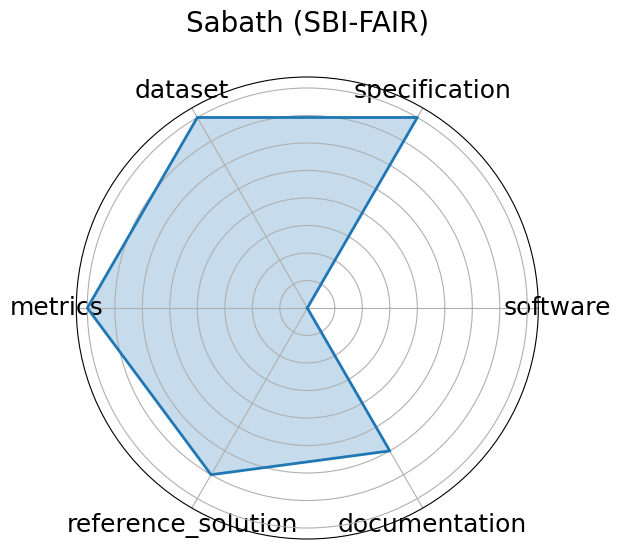 Sabath (SBI-FAIR)
dataset
specification
metrics
software
reference_solution
documentation